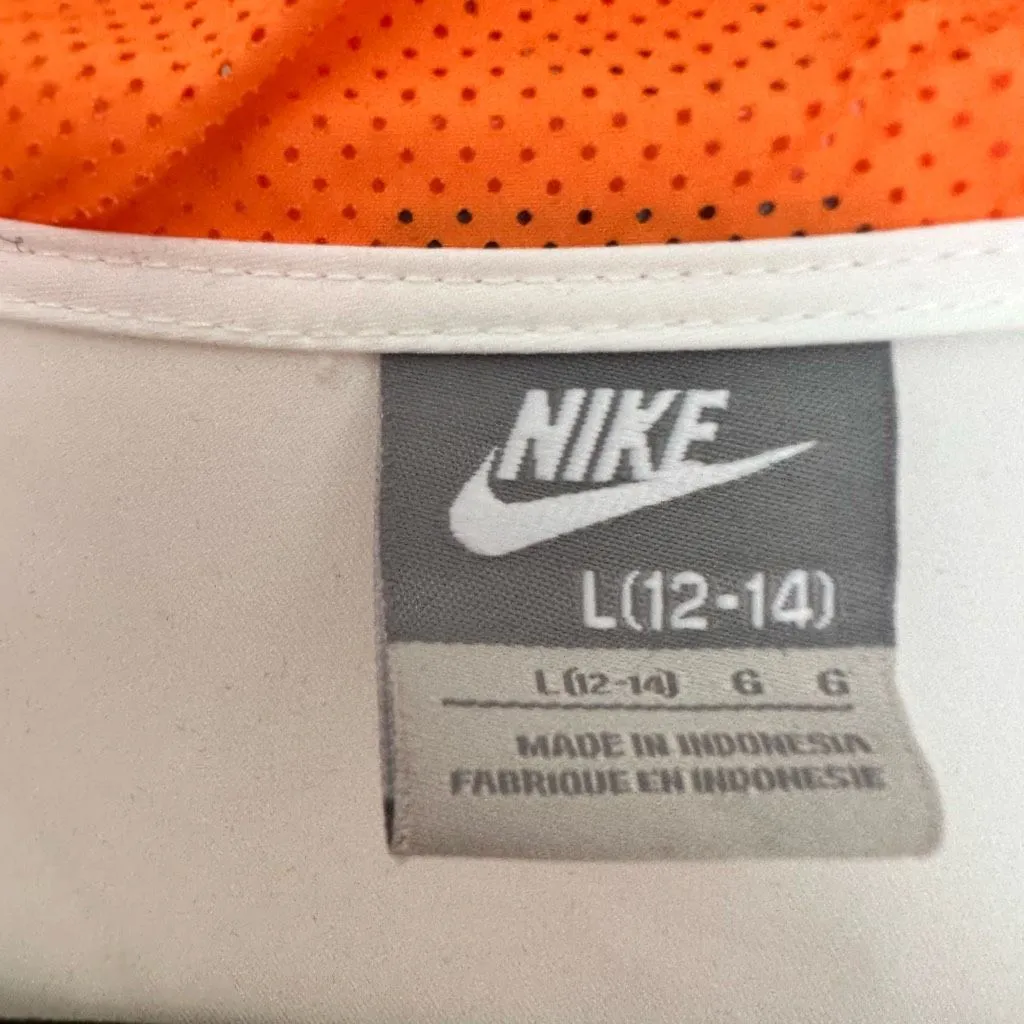 NIKE
L(12-14)
L(12-14) G G
MADE IN INDONESIA
FABRIQUE EN INDONESIE